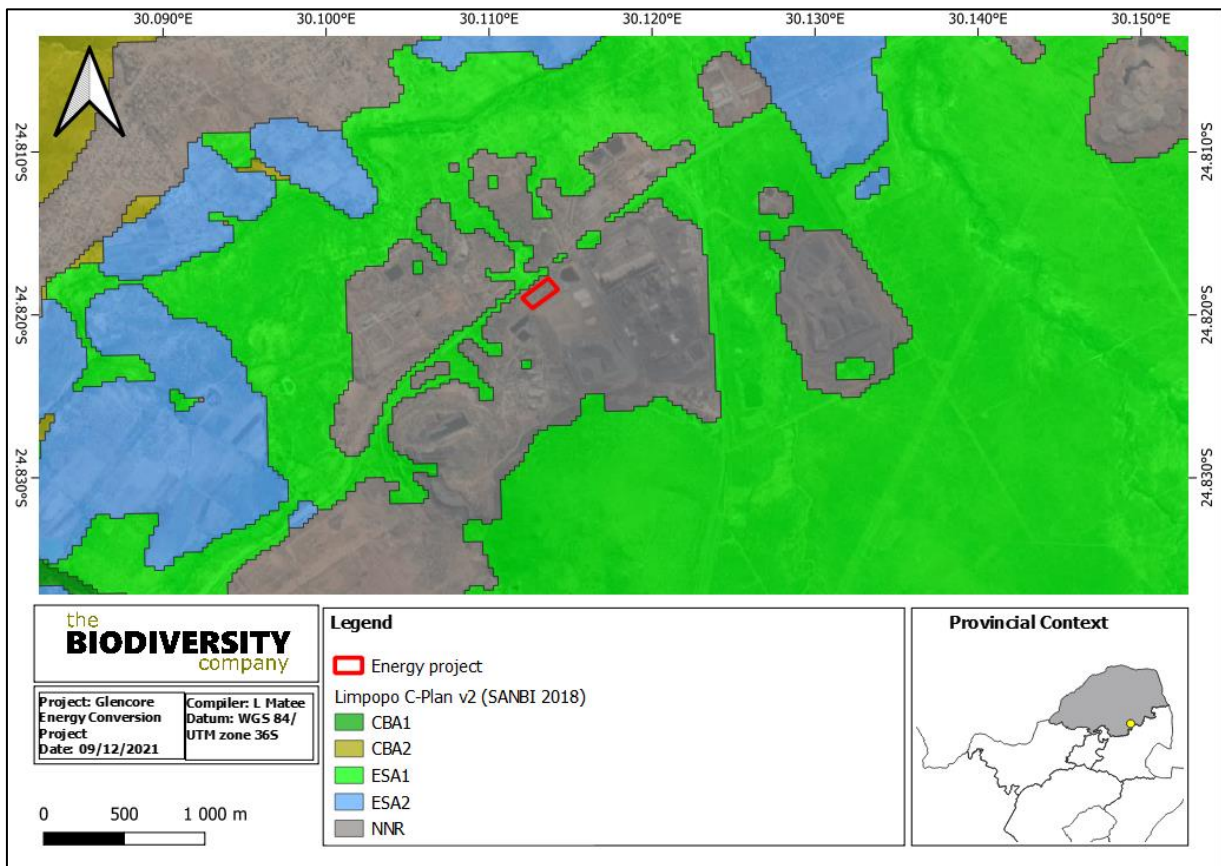 30.090°E 30.100°E 30.110°E 30.120°E 30.130°E 30.140°E 30.150°E
24.810°S 24.810°S
24.820°S 24.820°S
24.830°S 24.830°S
the
BIODIVERSITY
company
Project: Glencore
Energy Conversion
Project
Date: 09/12/2021
Compiler: L Matee
Datum: WGS 84/
UTM zone 36S
0 500 1 000 m
Legend
Energy project
Limpopo C-Plan v2 (SANBI 2018)
CBA1
CBA2
ESA1
ESA2
NNR
Provincial Context